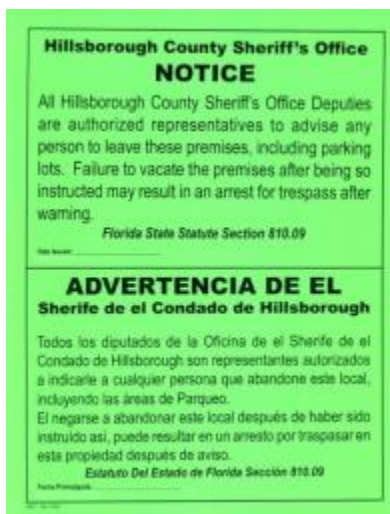 Hillsborough County Sheriff's Office
NOTICE
All Hillsborough County Sheriff's Office Deputies
are authorized representatives to advise any
person to leave these premises, including parking
lots. Failure to vacate the premises after being so
instructed may result in an arrest for trespass after
warning.
Florida State Statute Section 810.09
ADVERTENCIA DE EL
Sherife de el Condado de Hillsborough
Todos los diputados de la Oficina de el Sherife de el
Condado de Hillsborough son representantes autorizados
a indicarle a cualquier persona que abandone este local,
incluyendo las áreas de Parqueo.
El negarse a abandonar este local después de haber sido
instruido asi, puede resultar en un arresto por traspasar en
esta propiedad después de aviso.
Estatuto Del Estado de Florida Sección 810.09